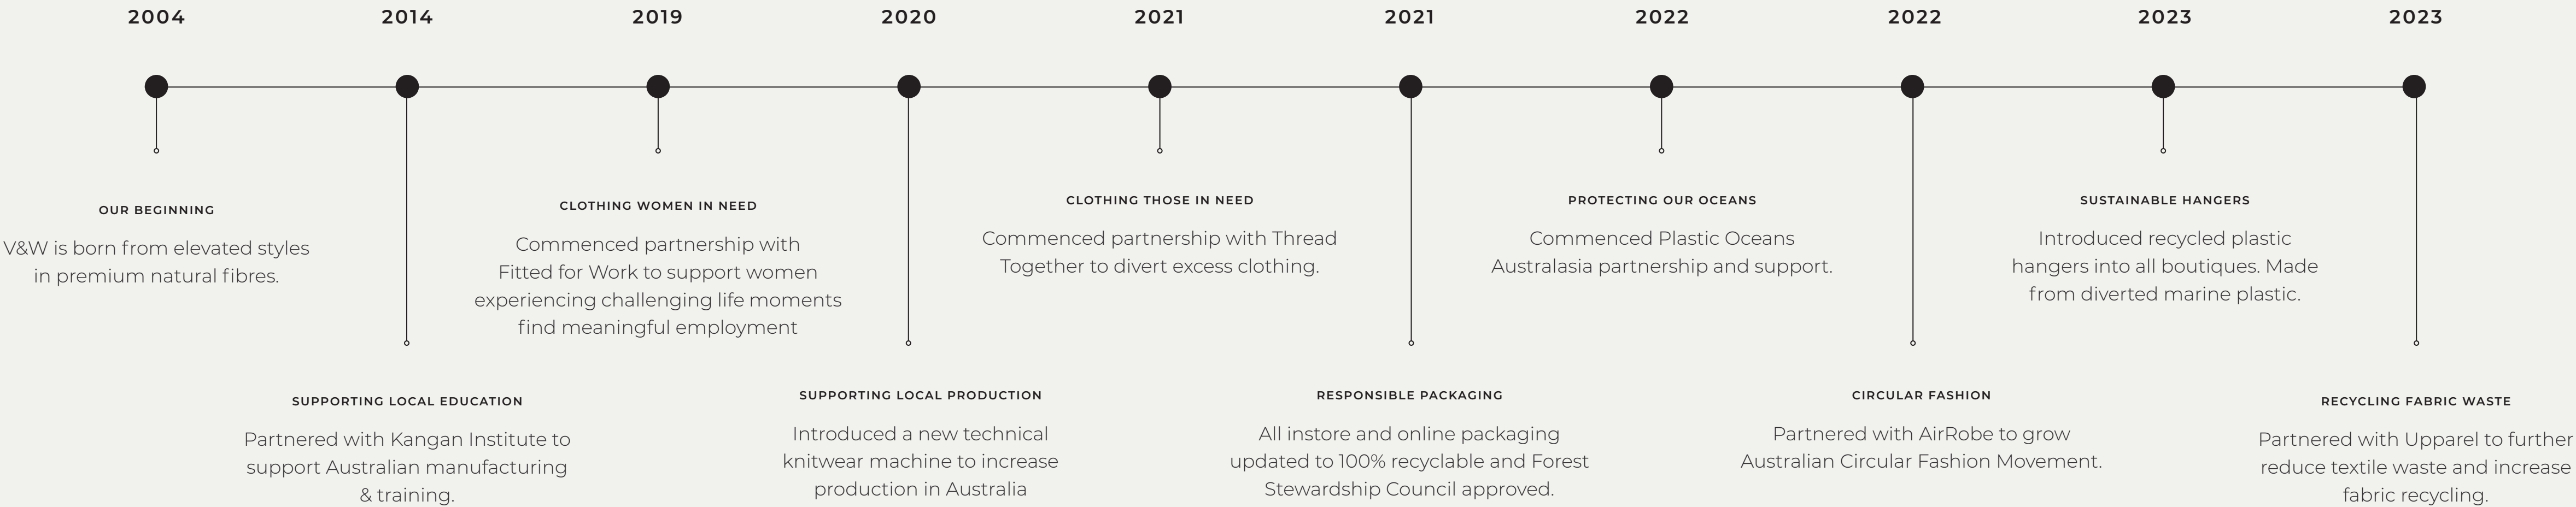 2004
2014
2019
2020
2021
2021
2022
2022
2023
2023
OUR BEGINNING
V&W is born from elevated styles
in premium natural fibres.
SUPPORTING LOCAL EDUCATION
Partnered with Kangan Institute to
support Australian manufacturing
& training.
CLOTHING WOMEN IN NEED
Commenced partnership with
Fitted for Work to support women
experiencing challenging life moments
find meaningful employment
SUPPORTING LOCAL PRODUCTION
Introduced a new technical
knitwear machine to increase
production in Australia
CLOTHING THOSE IN NEED
Commenced partnership with Thread
Together to divert excess clothing.
RESPONSIBLE PACKAGING
All instore and online packaging
updated to 100% recyclable and Forest
Stewardship Council approved.
PROTECTING OUR OCEANS
Commenced Plastic Oceans
Australasia partnership and support.
CIRCULAR FASHION
Partnered with AirRobe to grow
Australian Circular Fashion Movement.
SUSTAINABLE HANGERS
Introduced recycled plastic
hangers into all boutiques. Made
from diverted marine plastic.
RECYCLING FABRIC WASTE
Partnered with Upparel to further
reduce textile waste and increase
fabric recycling.